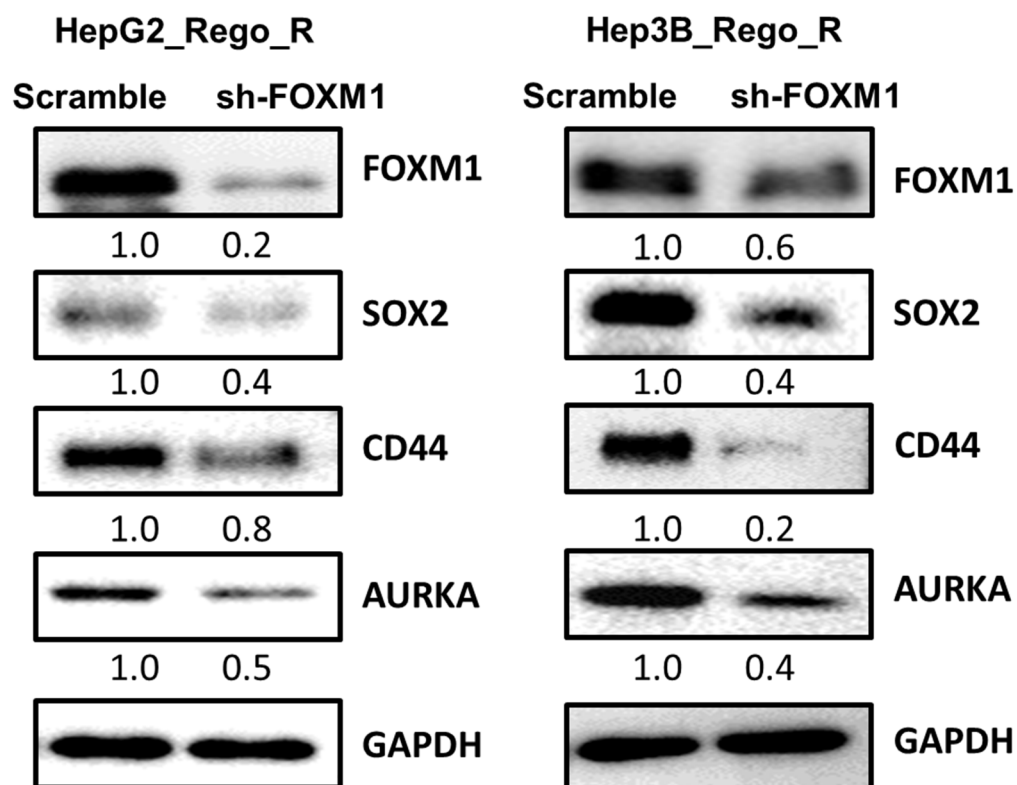 HepG2_Rego_R
Scramble sh-FOXM1
FOXM1
1.0 0.2
SOX2
1.0 0.4
CD44
1.0 0.8
AURKA
1.0 0.5
GAPDH
Hep3B_Rego_R
Scramble sh-FOXM1
FOXM1
1.0 0.6
SOX2
1.0 0.4
CD44
1.0 0.2
AURKA
1.0 0.4
GAPDH